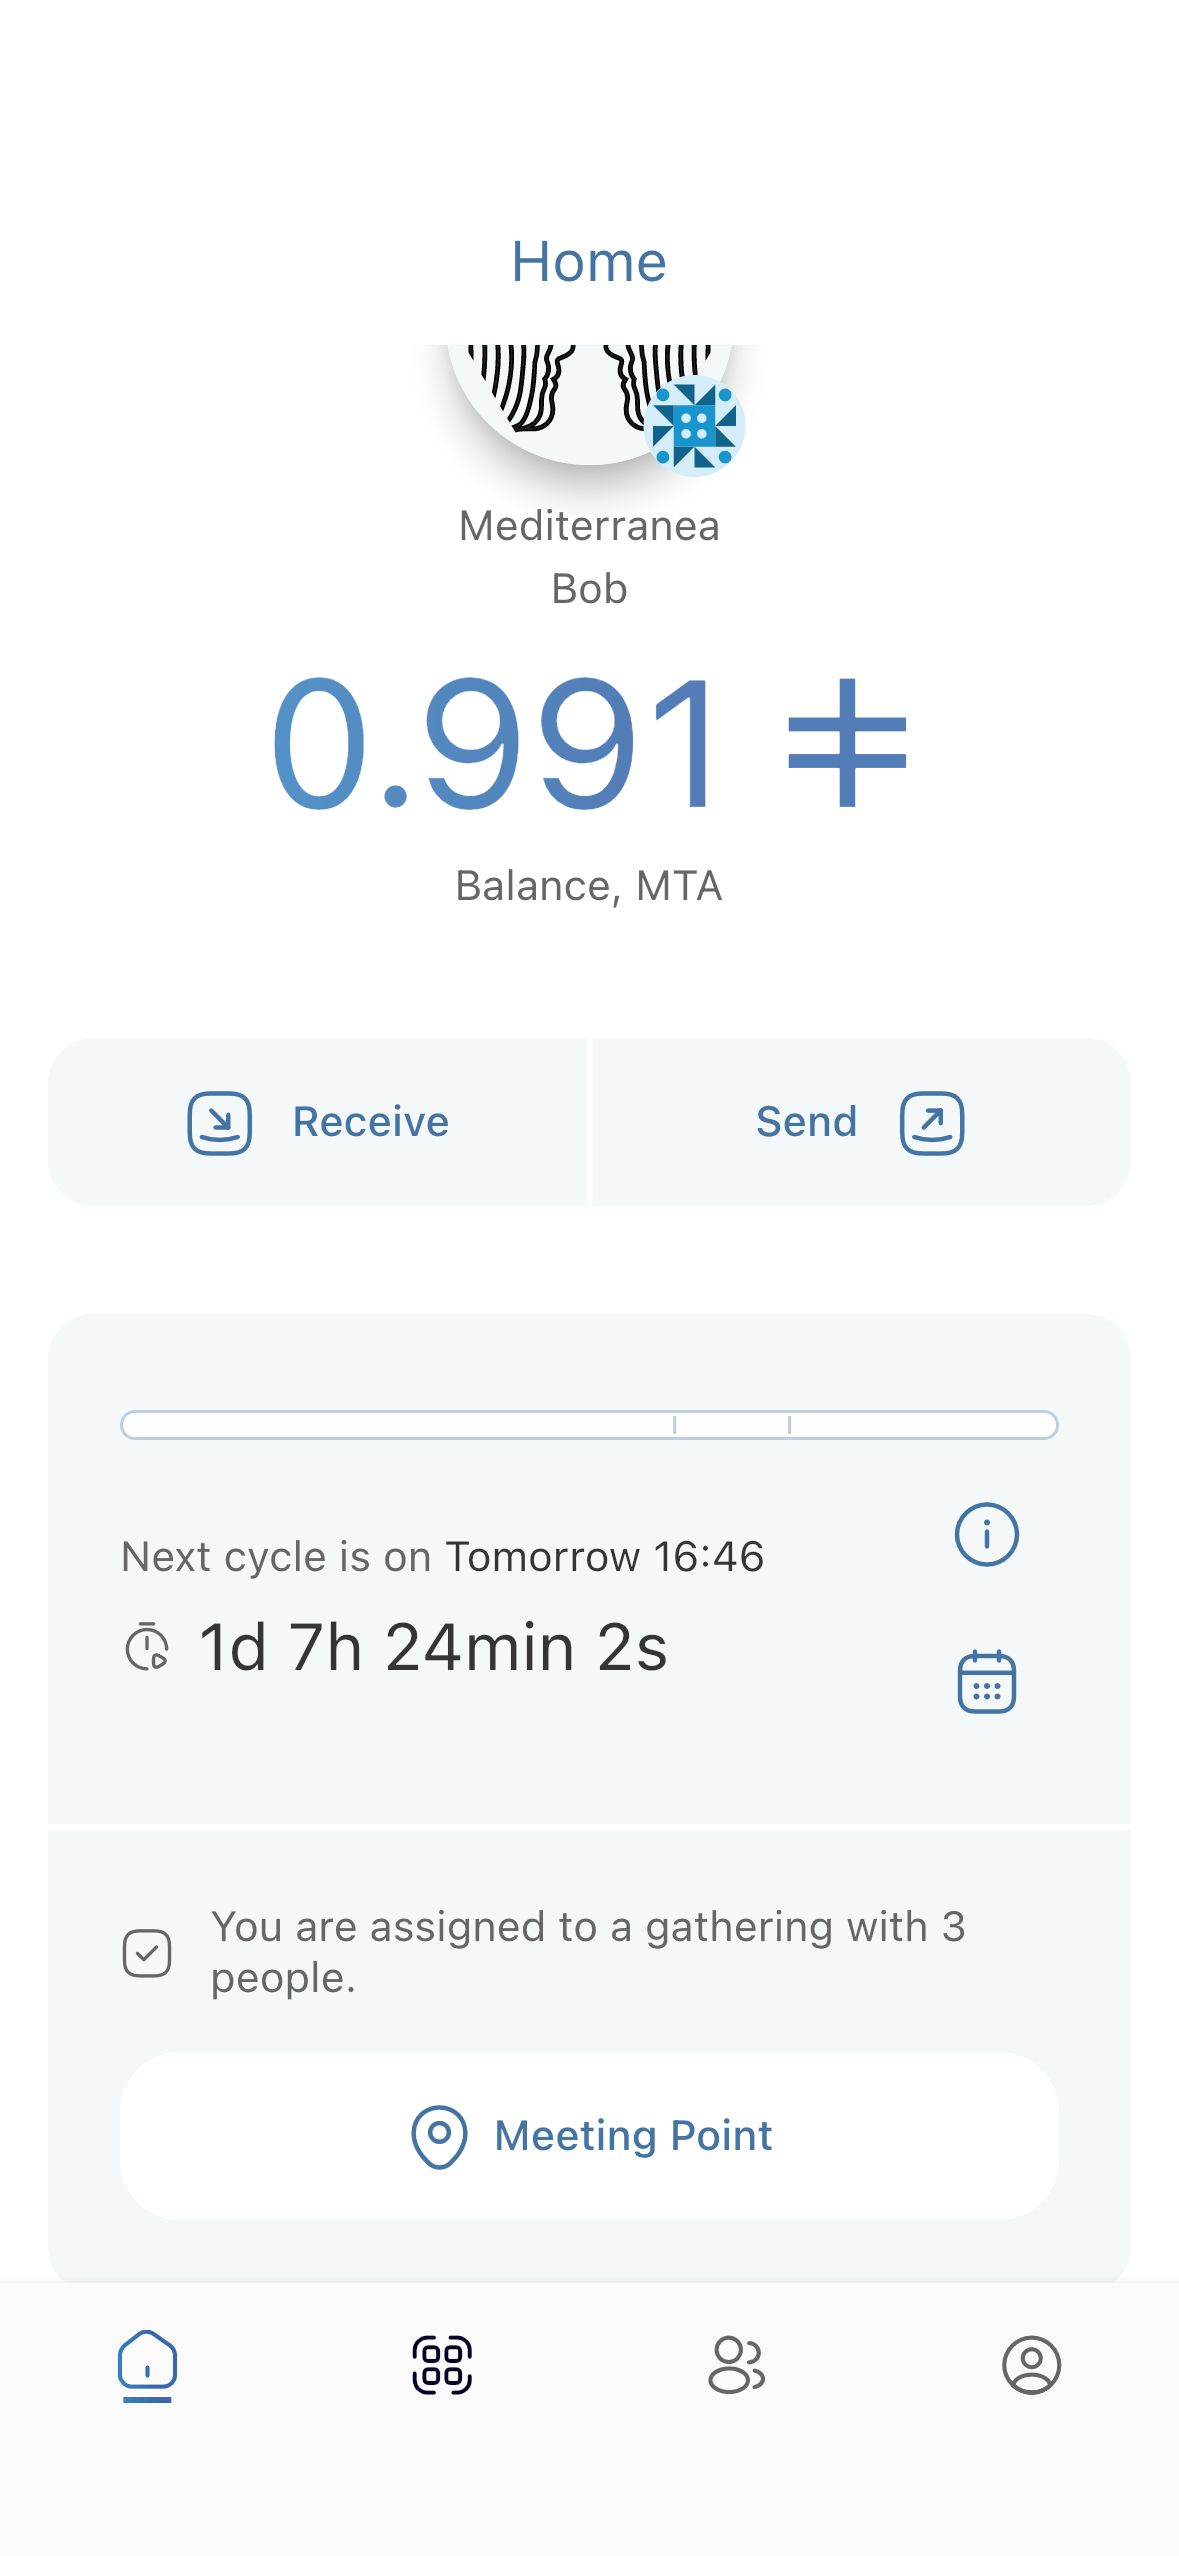 Home
Mediterranea
Bob
0.991 ␩
Balance, MTA
Receive
Send
Next cycle is on Tomorrow 16:46
1d 7h 24min 2s
You are assigned to a gathering with 3
people.
Meeting Point